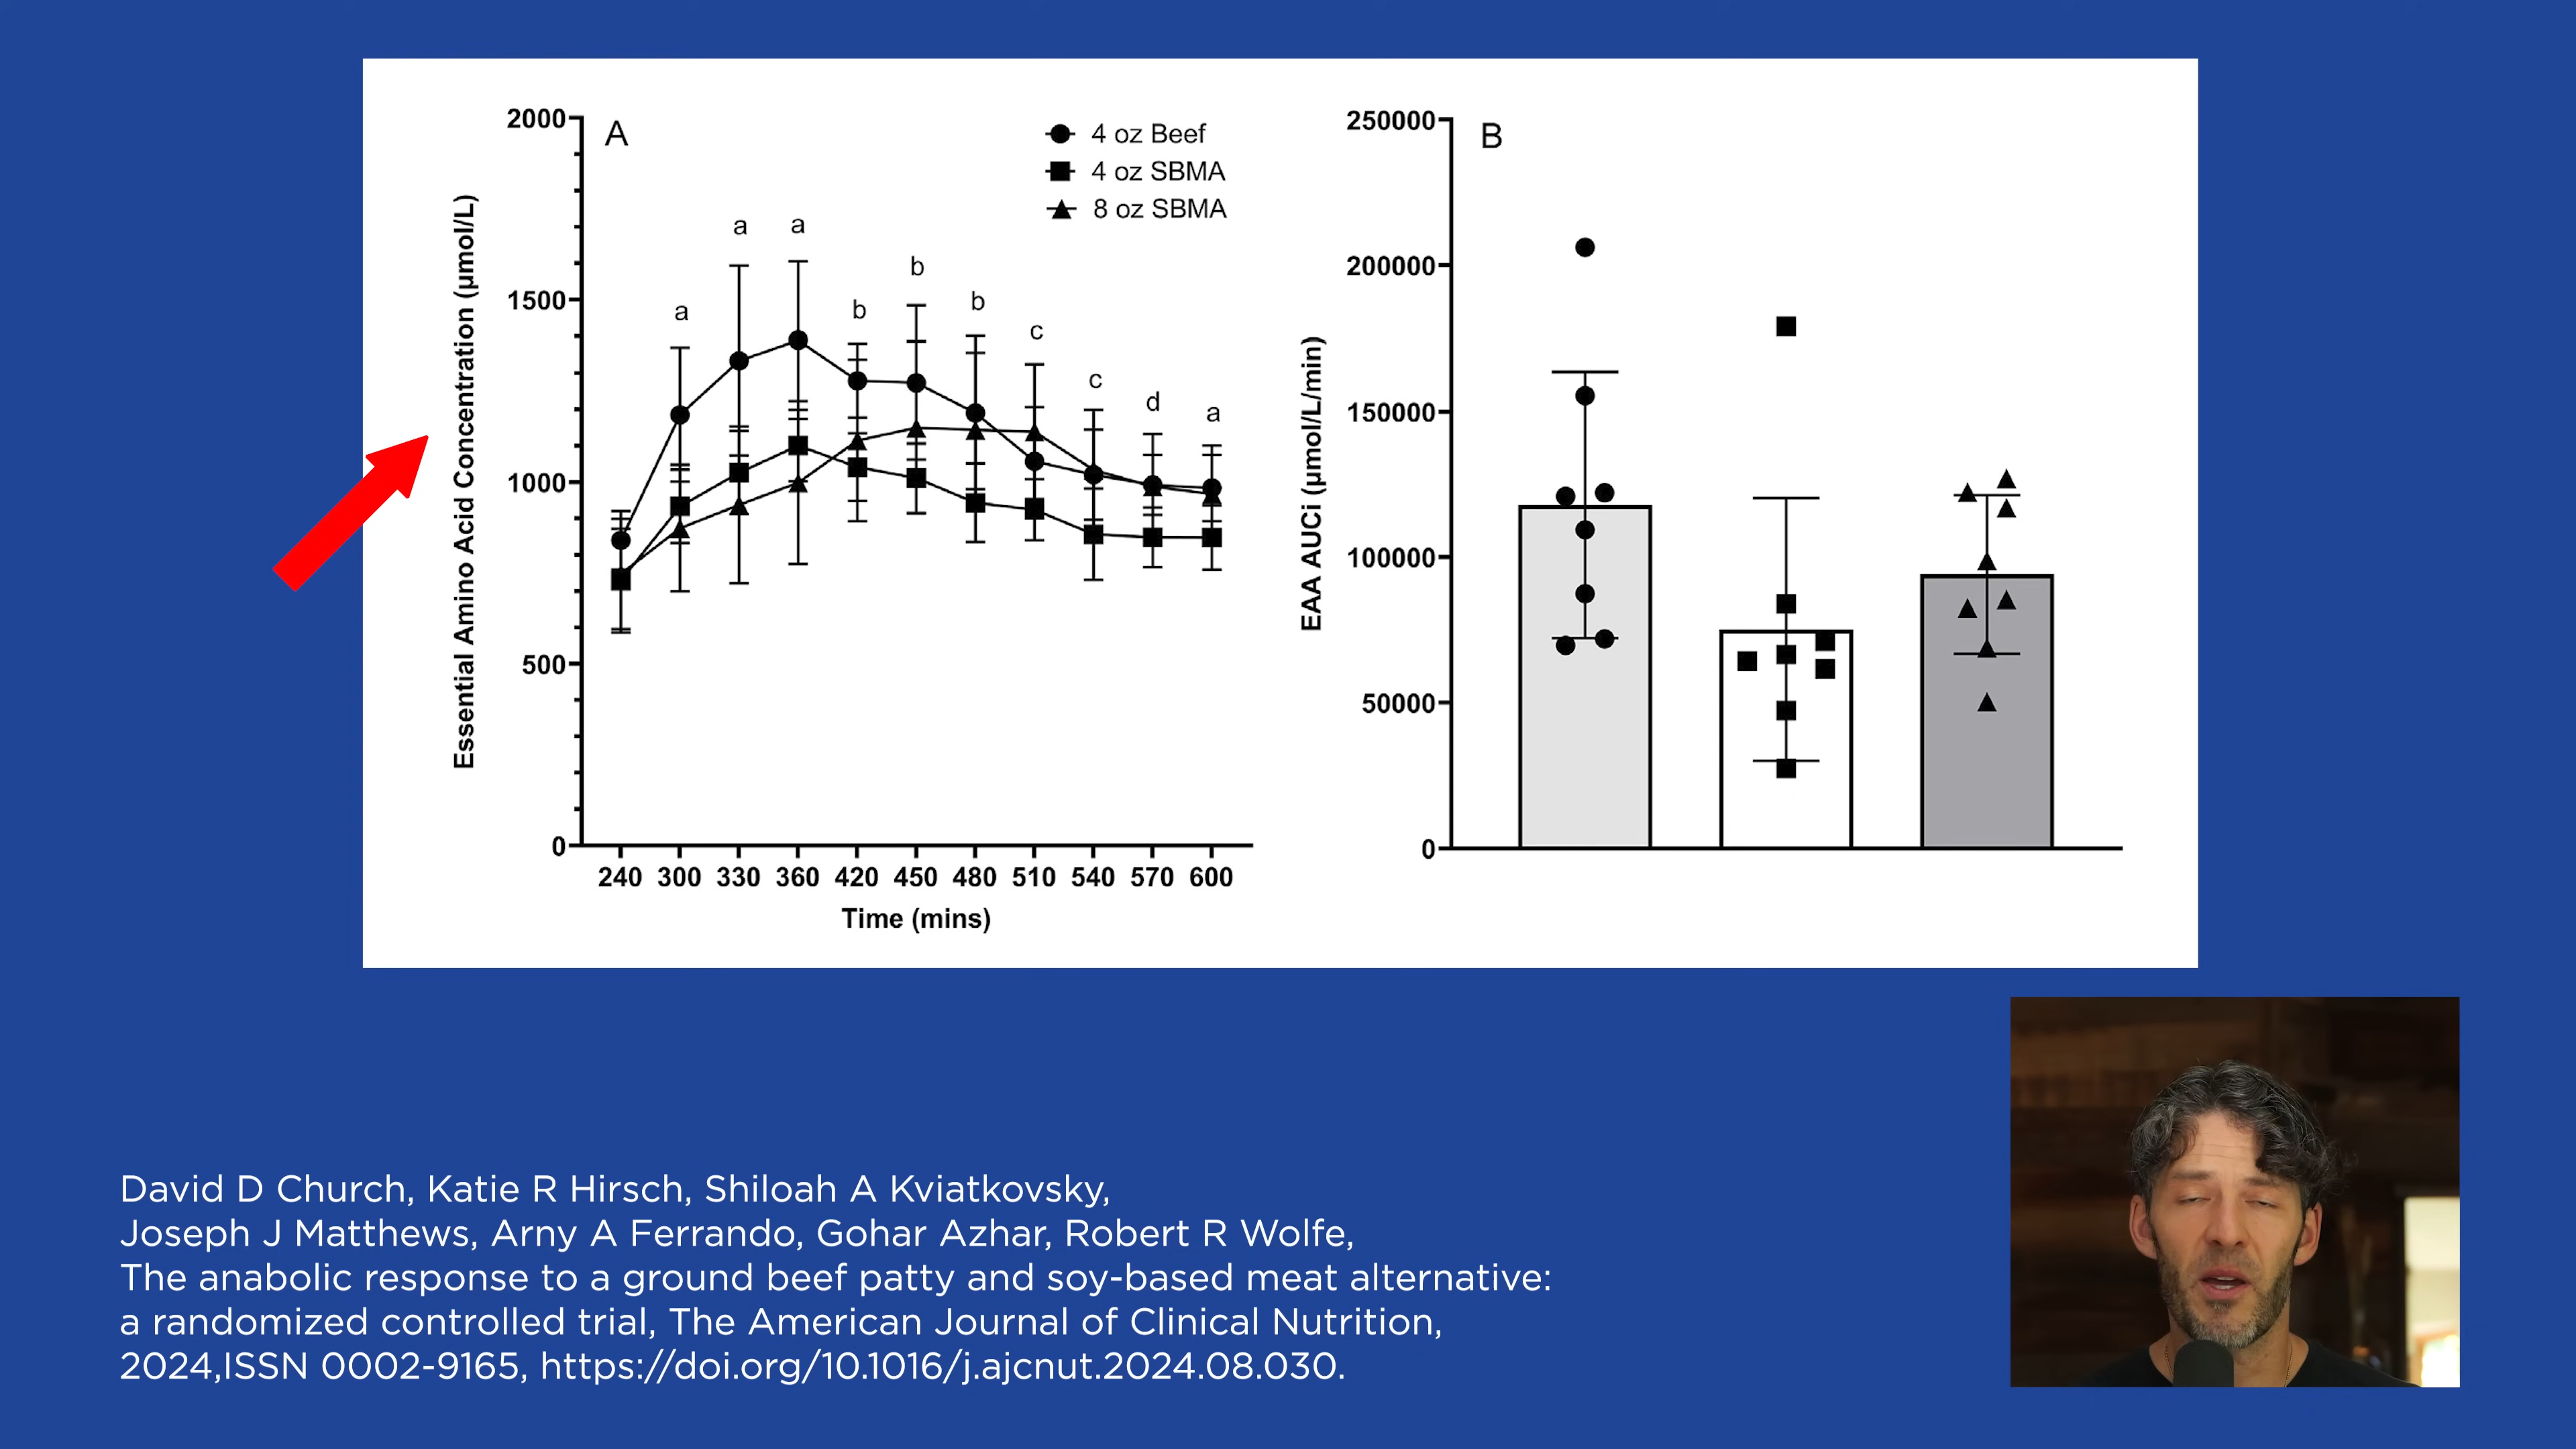 A
4 oz Beef
4 oz SBMA
8 oz SBMA
Essential Amino Acid Concentration (µmol/L)
2000
1500
1000
500
0
a
a
a
b
b
b
c
c
d
a
240 300 330 360 420 450 480 510 540 570 600
Time (mins)
B
EAA AUCi (µmol/L/min)
250000
200000
150000
100000
50000
0
David D Church, Katie R Hirsch, Shiloah A Kviatkovsky,
Joseph J Matthews, Arny A Ferrando, Gohar Azhar, Robert R Wolfe,
The anabolic response to a ground beef patty and soy-based meat alternative:
a randomized controlled trial, The American Journal of Clinical Nutrition,
2024,ISSN 0002-9165, https://doi.org/10.1016/j.ajcnut.2024.08.030.